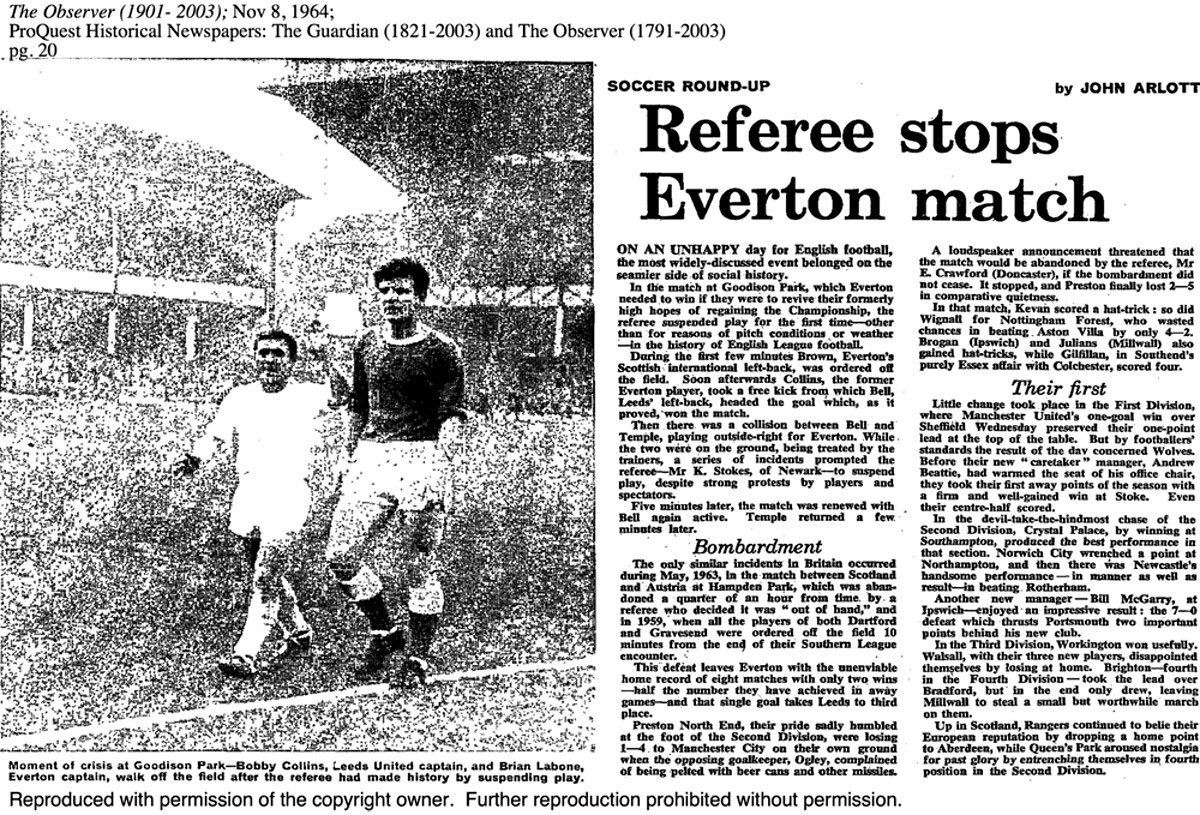 The Observer (1901- 2003); Nov 8, 1964;
ProQuest Historical Newspapers: The Guardian (1821-2003) and The Observer (1791-2003)
pg. 20
SOCCER ROUND-UP
by JOHN ARLOTT
Referee stops
Everton match
ON AN UNHAPPY day for English football,
the most widely-discussed event belonged on the
seamier side of social history.
In the match at Goodison Park, which Everton
needed to win if they were to revive their formerly
high hopes of regaining the Championship, the
referee suspended play for the first time—other
than for reasons of pitch conditions or weather
—in the history of English League football.
During the first few minutes Brown, Everton's
Scottish international left-back, was ordered off
the field. Soon afterwards Collins, the former
Everton player, took a free kick from which Bell,
Leeds' left-back, headed the goal which, as it
proved, won the match.
Then there was a collision between Bell and
Temple, playing outside-right for Everton. While
the two were on the ground, being treated by the
trainers, a series of incidents prompted the
referee—Mr K. Stokes, of Newark—to suspend
play, despite strong protests by players and
spectators.
Five minutes later, the match was renewed with
Bell again active. Temple returned a few
minutes later.
Bombardment
The only similar incidents in Britain occurred
during May, 1963, in the match between Scotland
and Austria at Hampden Park, which was aban-
doned a quarter of an hour from time by a
referee who decided it was "out of hand," and
in 1959, when all the players of both Dartford
and Gravesend were ordered off the field 10
minutes from the end of their Southern League
encounter.
This defeat leaves Everton with the unenviable
home record of eight matches with only two wins
—half the number they have achieved in away
games—and that single goal takes Leeds to third
place.
Preston North End, their pride sadly humbled
at the foot of the Second Division, were losing
1—4 to Manchester City on their own ground
when the opposing goalkeeper, Ogley, complained
of being pelted with beer cans and other missiles.
A loudspeaker announcement threatened that
the match would be abandoned by the referee, Mr
E. Crawford (Doncaster), if the bombardment did
not cease. It stopped, and Preston finally lost 2—5
in comparative quietness.
In that match, Kevan scored a hat-trick: so did
Wignall for Nottingham Forest, who wasted
chances in beating Aston Villa by only 4—2.
Brogan (Ipswich) and Julians (Millwall) also
gained hat-tricks, while Gilfillan, in Southend's
purely Essex affair with Colchester, scored four.
Their first
Little change took place in the First Division,
where Manchester United's one-goal win over
Sheffield Wednesday preserved their one-point
lead at the top of the table. But by footballers'
standards the result of the day concerned Wolves.
Before their new "caretaker" manager, Andrew
Beattie, had warmed the seat of his office chair,
they took their first away points of the season with
a firm and well-gained win at Stoke. Even
their centre-half scored.
In the devil-take-the-hindmost chase of the
Second Division, Crystal Palace, by winning at
Southampton, produced the best performance in
that section. Norwich City wrenched a point at
Northampton, and then there was Newcastle's
handsome performance—in manner as well as
result—in beating Rotherham.
Another new manager—Bill McGarry, at
Ipswich—enjoyed an impressive result: the 7—0
defeat which thrusts Portsmouth two important
points behind his new club.
In the Third Division, Workington won usefully.
Walsall, with their three new players, disappointed
themselves by losing at home. Brighton—fourth
in the Fourth Division—took the lead over
Bradford, but in the end only drew, leaving
Millwall to steal a small but worthwhile march
on them.
Up in Scotland, Rangers continued to belie their
European reputation by dropping a home point
to Aberdeen, while Queen's Park aroused nostalgia
for past glory by entrenching themselves in fourth
position in the Second Division.
Moment of crisis at Goodison Park—Bobby Collins, Leeds United captain, and Brian Labone,
Everton captain, walk off the field after the referee had made history by suspending play.
Reproduced with permission of the copyright owner. Further reproduction prohibited without permission.